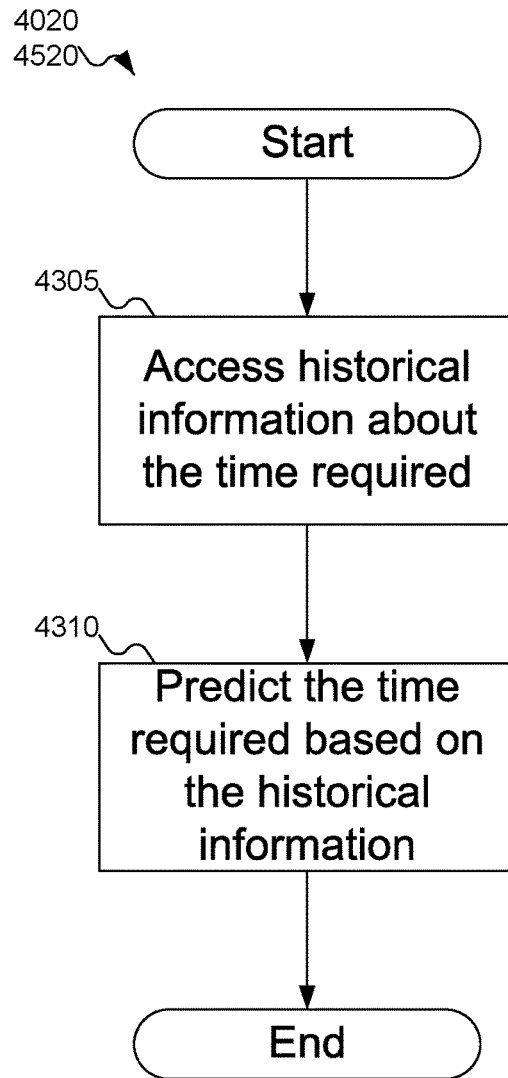 4020
4520
Start
4305
Access historical
information about
the time required
4310
Predict the time
required based on
the historical
information
End